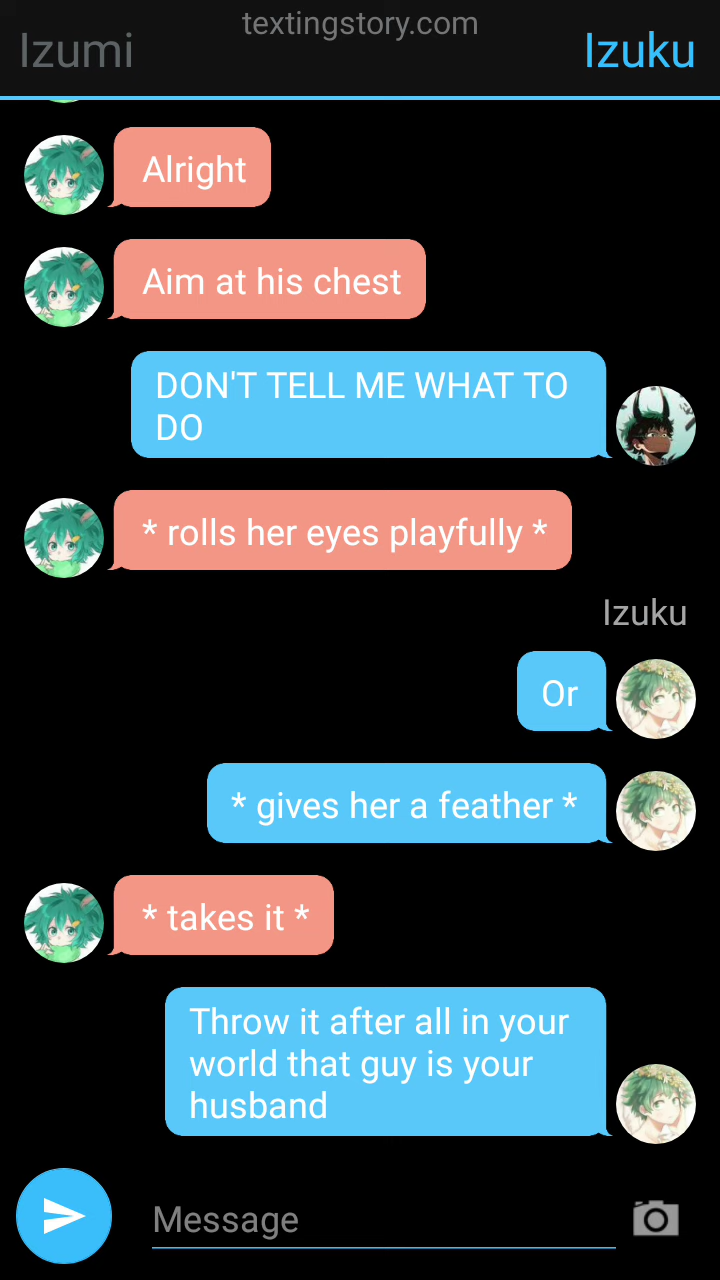 textingstory.com
Izumi
Izuku
Alright
Aim at his chest
DON'T TELL ME WHAT TO
DO
* rolls her eyes playfully *
Izuku
Or
* gives her a feather *
* takes it *
Throw it after all in your
world that guy is your
husband
Message